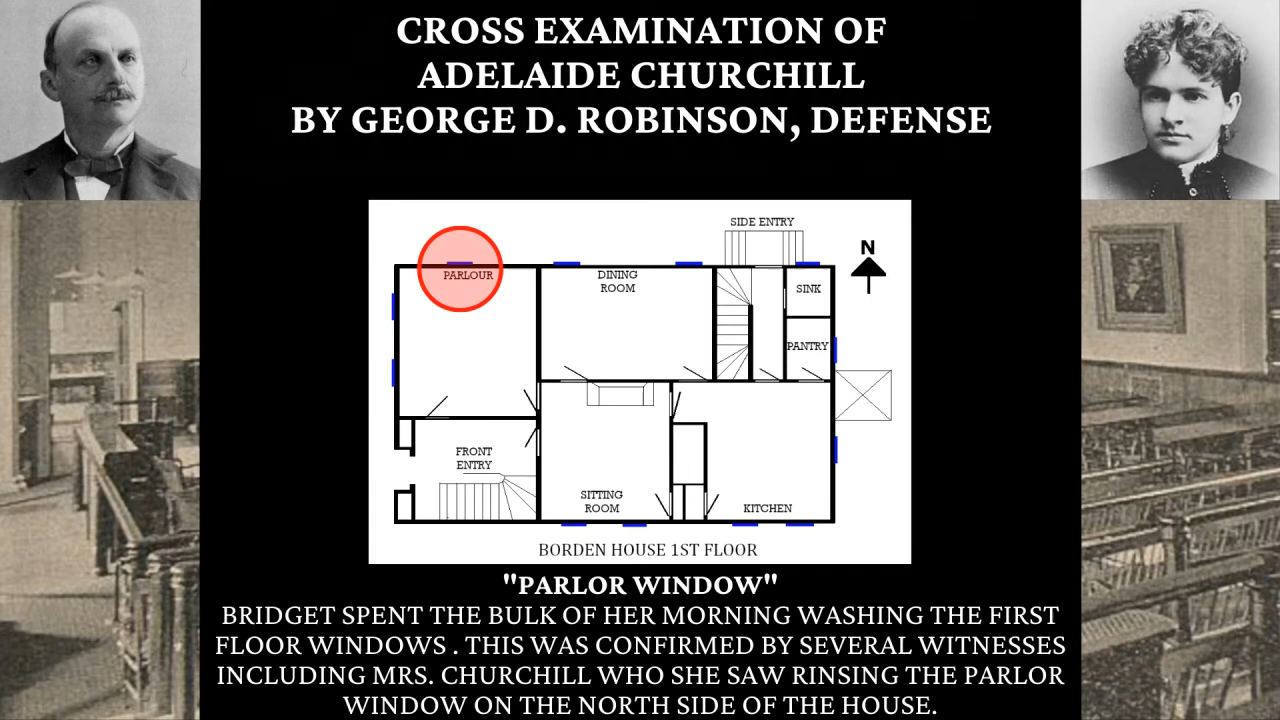 CROSS EXAMINATION OF
ADELAIDE CHURCHILL
BY GEORGE D. ROBINSON, DEFENSE
SIDE ENTRY
N
PARLOUR
DINING
ROOM
SINK
PANTRY
FRONT
ENTRY
SITTING
ROOM
KITCHEN
BORDEN HOUSE 1ST FLOOR
"PARLOR WINDOW"
BRIDGET SPENT THE BULK OF HER MORNING WASHING THE FIRST
FLOOR WINDOWS . THIS WAS CONFIRMED BY SEVERAL WITNESSES
INCLUDING MRS. CHURCHILL WHO SHE SAW RINSING THE PARLOR
WINDOW ON THE NORTH SIDE OF THE HOUSE.